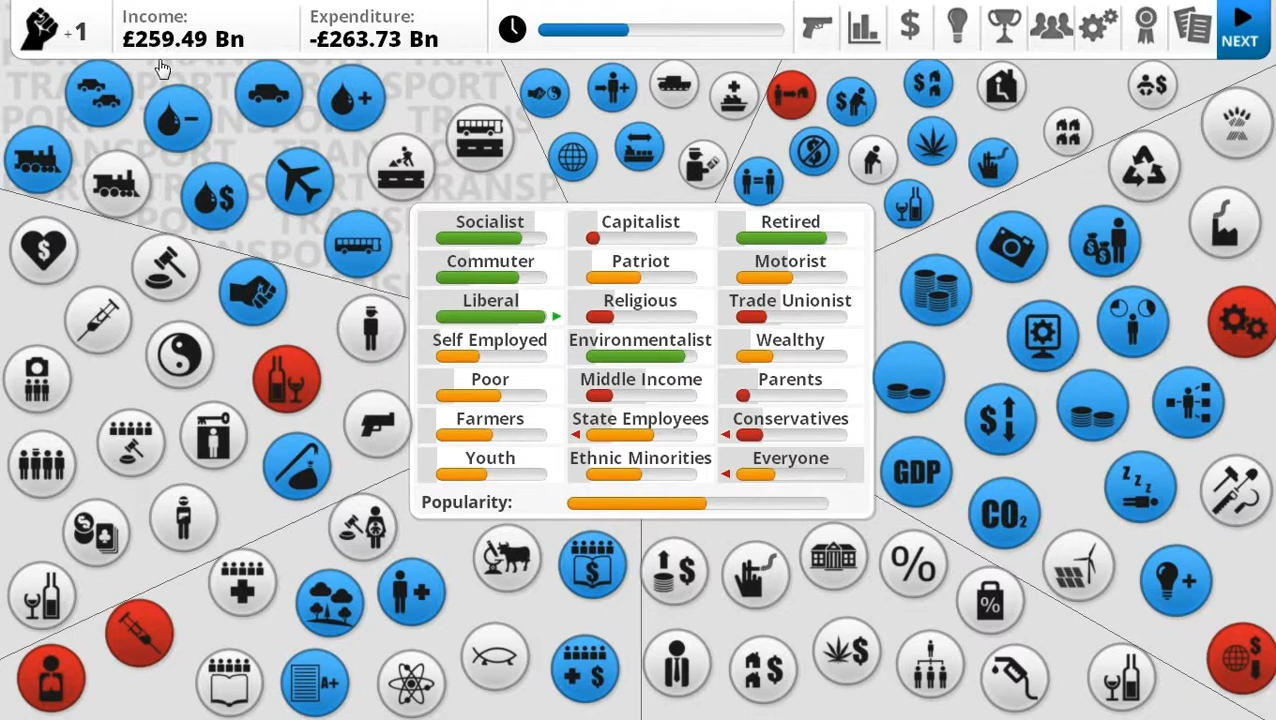 Income:
Expenditure:
+1
£259.49 Bn
-£263.73 Bn
NEXT
TRANSPORT
Socialist
Capitalist
Retired
Commuter
Patriot
Motorist
Liberal
Religious
Trade Unionist
Self Employed
Environmentalist
Wealthy
Poor
Middle Income
Parents
Farmers
State Employees
Conservatives
Youth
Ethnic Minorities
Everyone
Popularity:
GDP
CO₂
zzz
A+
%
%